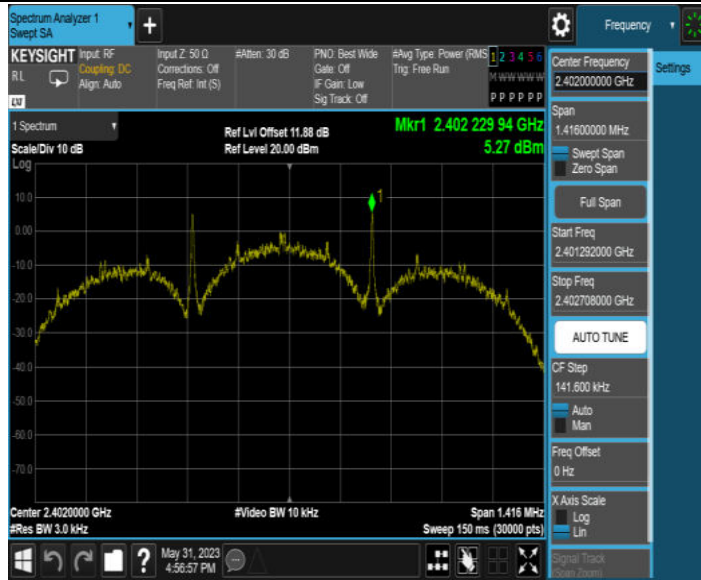 Spectrum Analyzer 1
Swept SA
Frequency
KEYSIGHT
RL
Input: RF
Coupling: DC
Align: Auto
Input Z: 50 Ω
Corrections: Off
Freq Ref: Int (S)
#Atten: 30 dB
PNO: Best Wide
Gate: Off
IF Gain: Low
Sig Track: Off
#Avg Type: Power (RMS
Trig: Free Run
1 2 3 4 5 6
M W W W W W
P P P P P P
LXI
1 Spectrum
Scale/Div 10 dB
Log
Ref Lvl Offset 11.88 dB
Ref Level 20.00 dBm
Mkr1 2.402 229 94 GHz
5.27 dBm
1
10.0
0.00
-10.0
-20.0
-30.0
-40.0
-50.0
-60.0
-70.0
Center 2.4020000 GHz
#Res BW 3.0 kHz
#Video BW 10 kHz
Span 1.416 MHz
Sweep 150 ms (30000 pts)
Center Frequency
2.402000000 GHz
Settings
Span
1.41600000 MHz
Swept Span
Zero Span
Full Span
Start Freq
2.401292000 GHz
Stop Freq
2.402708000 GHz
AUTO TUNE
CF Step
141.600 kHz
Auto
Man
Freq Offset
0 Hz
X Axis Scale
Log
Lin
Signal Track
(Span Zoom)
?
May 31, 2023
4:56:57 PM